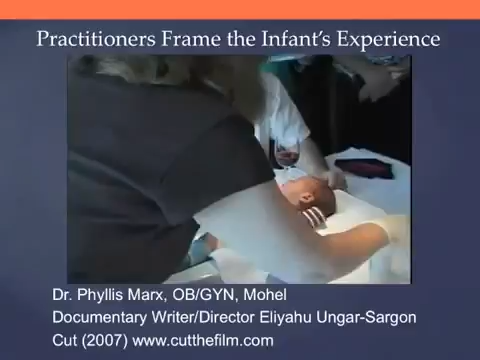 Practitioners Frame the Infant's Experience
Dr. Phyllis Marx, OB/GYN, Mohel
Documentary Writer/Director Eliyahu Ungar-Sargon
Cut (2007) www.cutthefilm.com